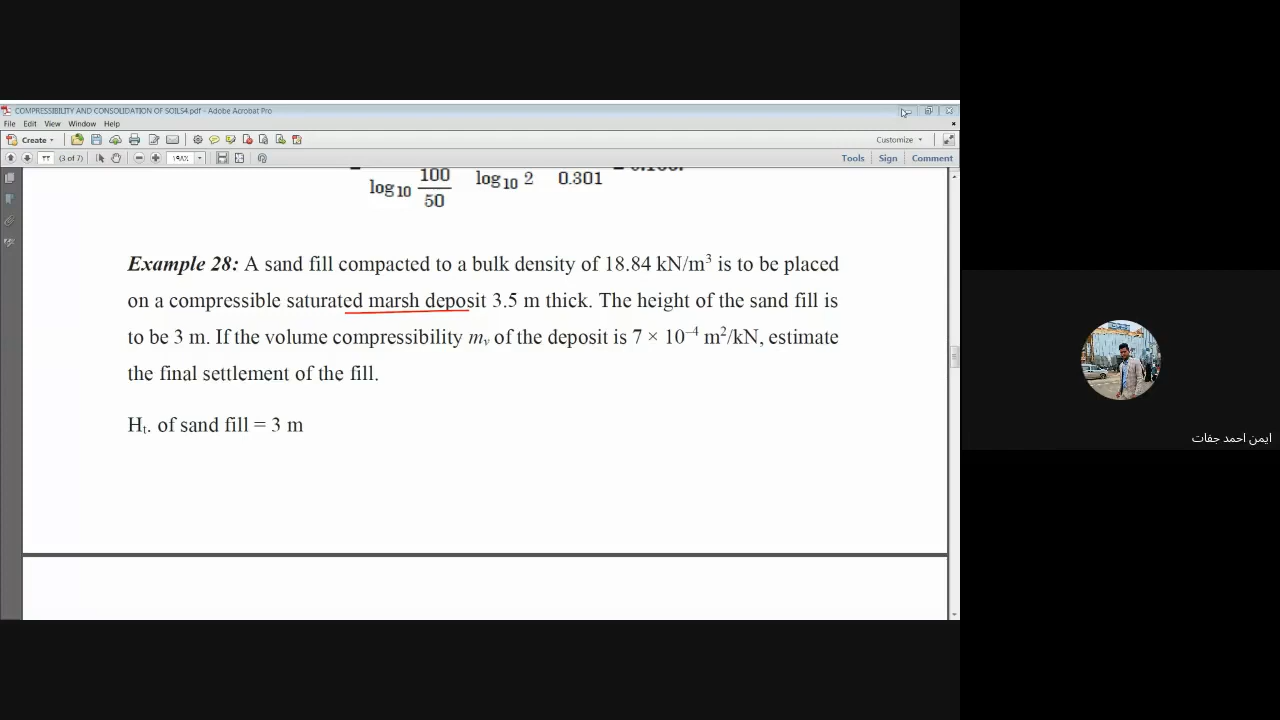 COMPRESSIBILITY AND CONSOLIDATION OF SOILS4.pdf - Adobe Acrobat Pro
File Edit View Window Help
Create Customize
٢٢ (3 of 7) ١٩٨% Tools Sign Comment
100
log10 50 log10 2 0.301
Example 28: A sand fill compacted to a bulk density of 18.84 kN/m³ is to be placed
on a compressible saturated marsh deposit 3.5 m thick. The height of the sand fill is
to be 3 m. If the volume compressibility mv of the deposit is 7 × 10⁻⁴ m²/kN, estimate
the final settlement of the fill.
Ht. of sand fill = 3 m
ايمن احمد جفات